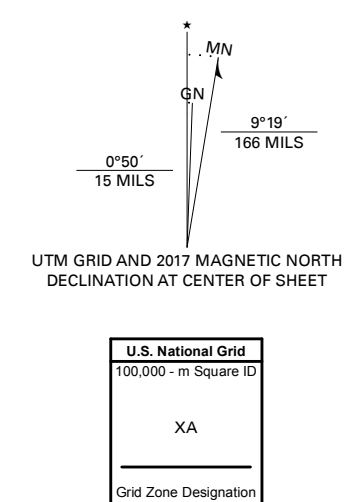 ★
MN
GN
9°19´
166 MILS
0°50´
15 MILS
UTM GRID AND 2017 MAGNETIC NORTH
DECLINATION AT CENTER OF SHEET
U.S. National Grid
100,000 - m Square ID
XA
Grid Zone Designation